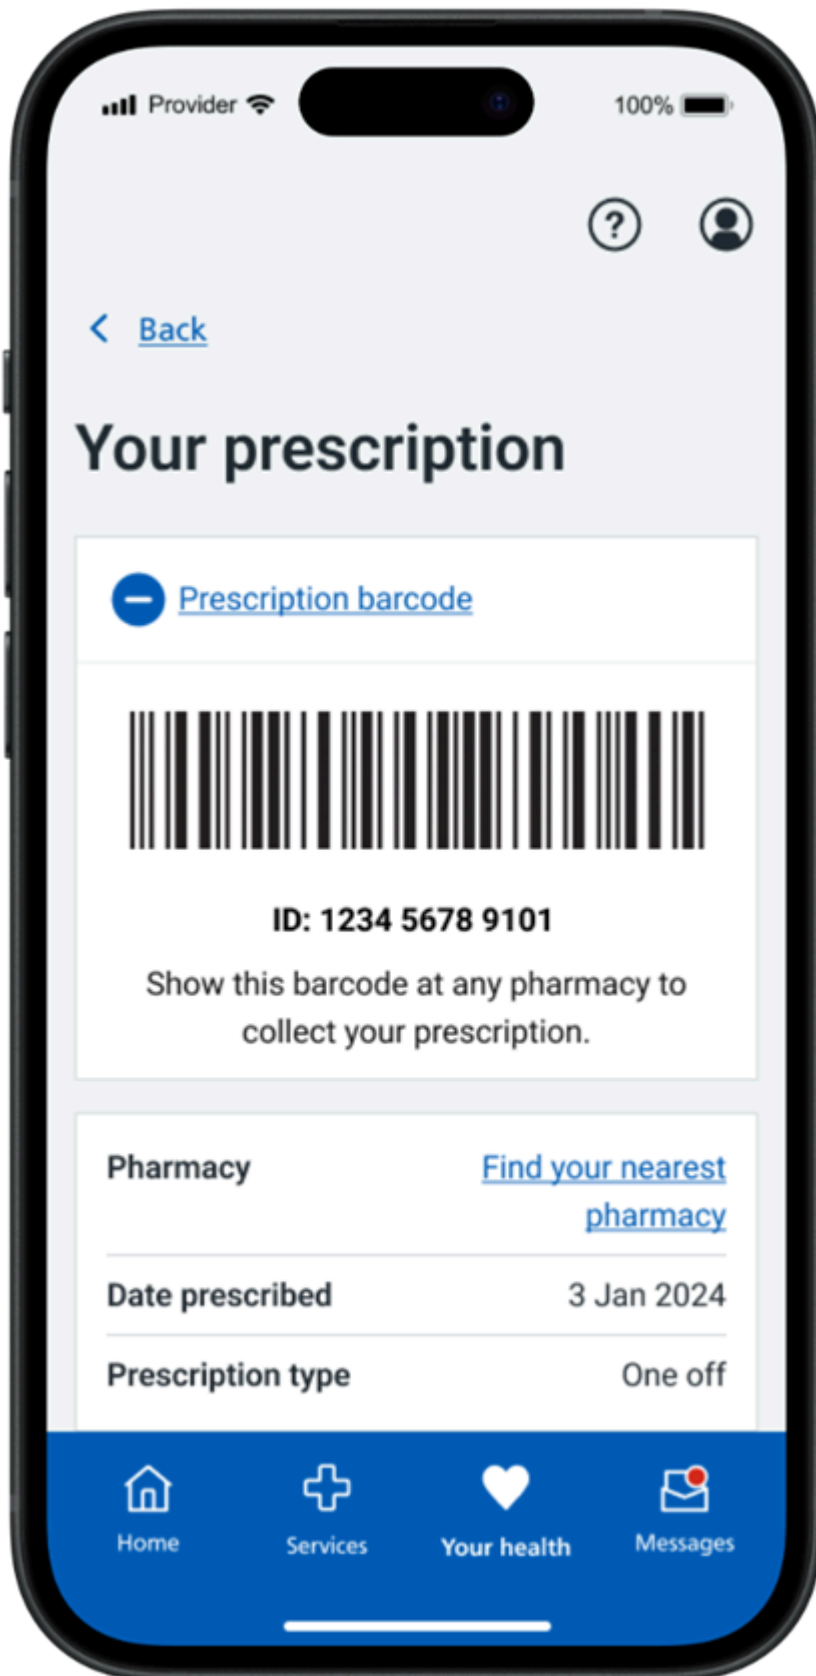 Provider 100%
?
Back
Your prescription
Prescription barcode
ID: 1234 5678 9101
Show this barcode at any pharmacy to
collect your prescription.
Pharmacy Find your nearest
pharmacy
Date prescribed 3 Jan 2024
Prescription type One off
Home Services Your health Messages